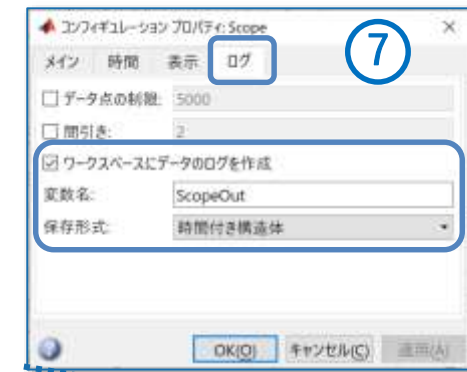 コンフィギュレーション プロパティ: Scope
メイン 時間 表示 ログ
⑦
データ点の制限: 5000
間引き: 2
ワークスペースにデータのログを作成
変数名: ScopeOut
保存形式: 時間付き構造体
OK(O) キャンセル(C) 適用(A)